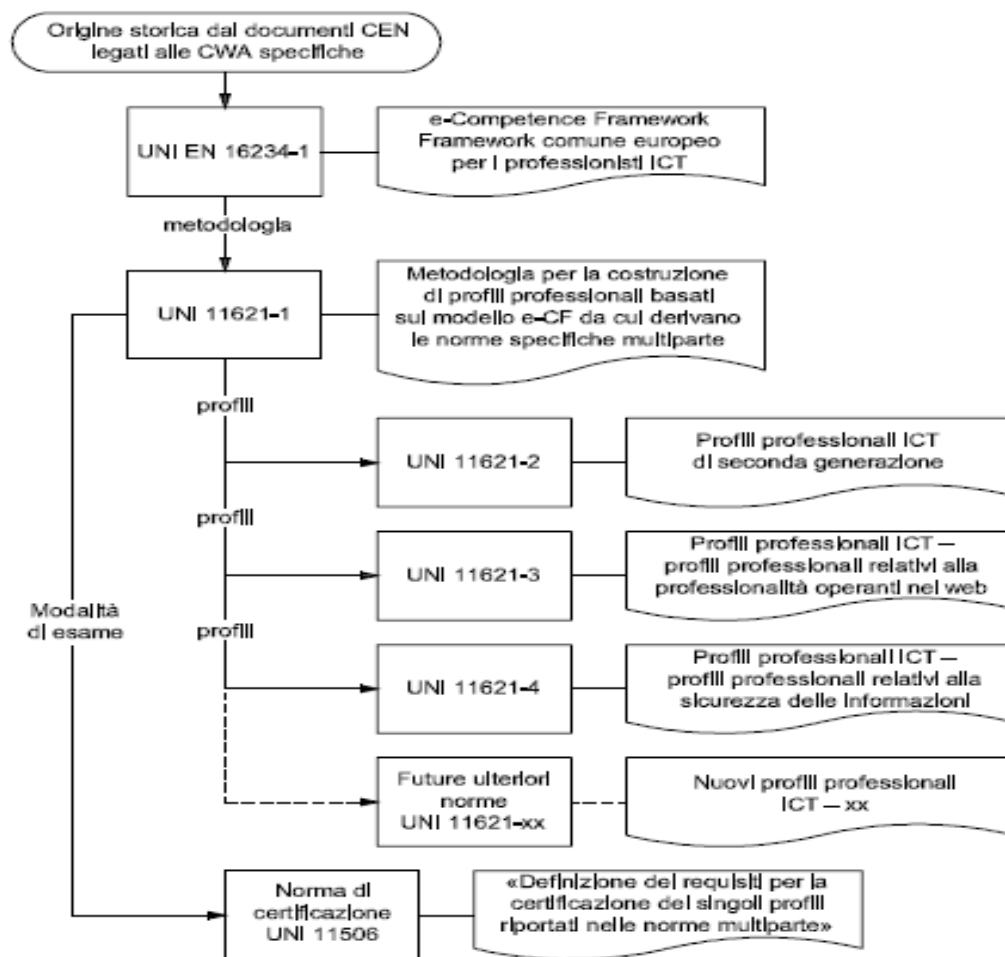 Origine storica dai documenti CEN
legati alle CWA specifiche
UNI EN 16234-1
e-Competence Framework
Framework comune europeo
per i professionisti ICT
metodologia
UNI 11621-1
Metodologia per la costruzione
di profili professionali basati
sul modello e-CF da cui derivano
le norme specifiche multiparte
profili
UNI 11621-2
Profili professionali ICT
di seconda generazione
profili
UNI 11621-3
Profili professionali ICT –
profili professionali relativi alla
professionalità operanti nel web
Modalità
di esame
profili
UNI 11621-4
Profili professionali ICT –
profili professionali relativi alla
sicurezza delle informazioni
Future ulteriori
norme
UNI 11621-xx
Nuovi profili professionali
ICT – xx
Norma di
certificazione
UNI 11506
«Definizione dei requisiti per la
certificazione dei singoli profili
riportati nelle norme multiparte»